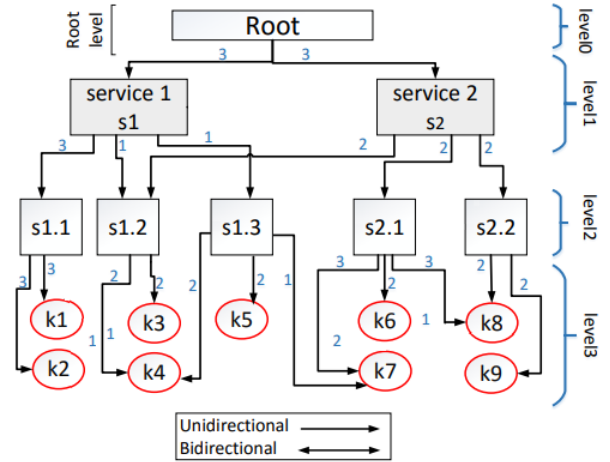 Root
level
Root
level0
3
3
service 1
s1
service 2
s2
level1
3
1
1
2
2
2
s1.1
s1.2
s1.3
s2.1
s2.2
level2
3
3
2
2
2
2
1
3
2
3
2
2
k1
k3
k5
k6
k8
1
1
2
1
k2
k4
k7
k9
level3
Unidirectional
Bidirectional